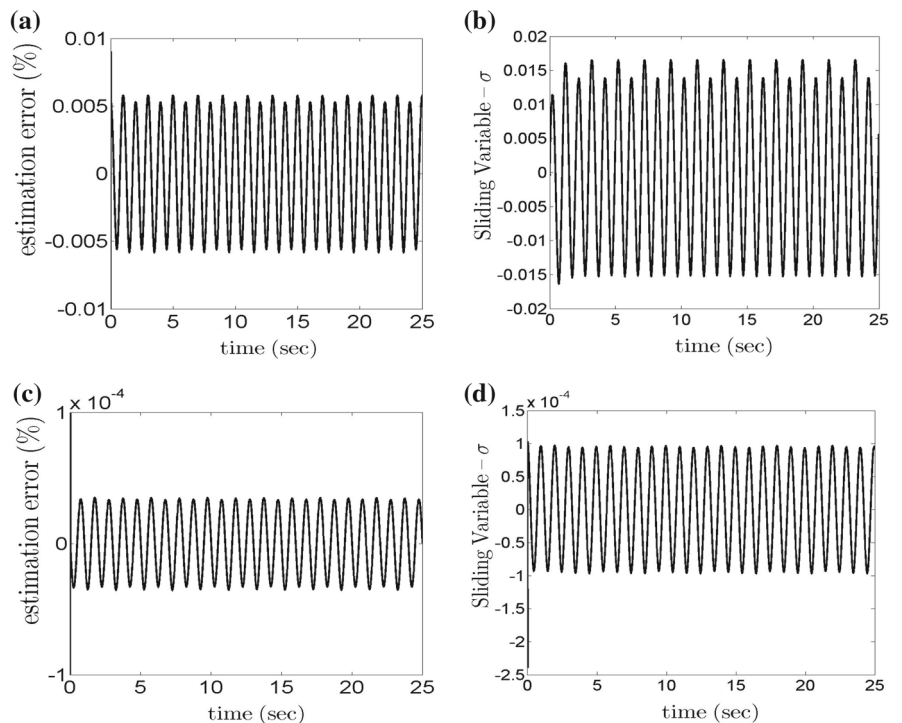 (a)
0.01
0.005
0
-0.005
-0.01
estimation error (%)
0 5 10 15 20 25
time (sec)
(b)
0.02
0.015
0.01
0.005
0
-0.005
-0.01
-0.015
-0.02
Sliding Variable – σ
0 5 10 15 20 25
time (sec)
(c)
× 10⁻⁴
1
0
-1
estimation error (%)
0 5 10 15 20 25
time (sec)
(d)
× 10⁻⁴
1.5
1
0.5
0
-0.5
-1
-1.5
-2
-2.5
Sliding Variable – σ
0 5 10 15 20 25
time (sec)